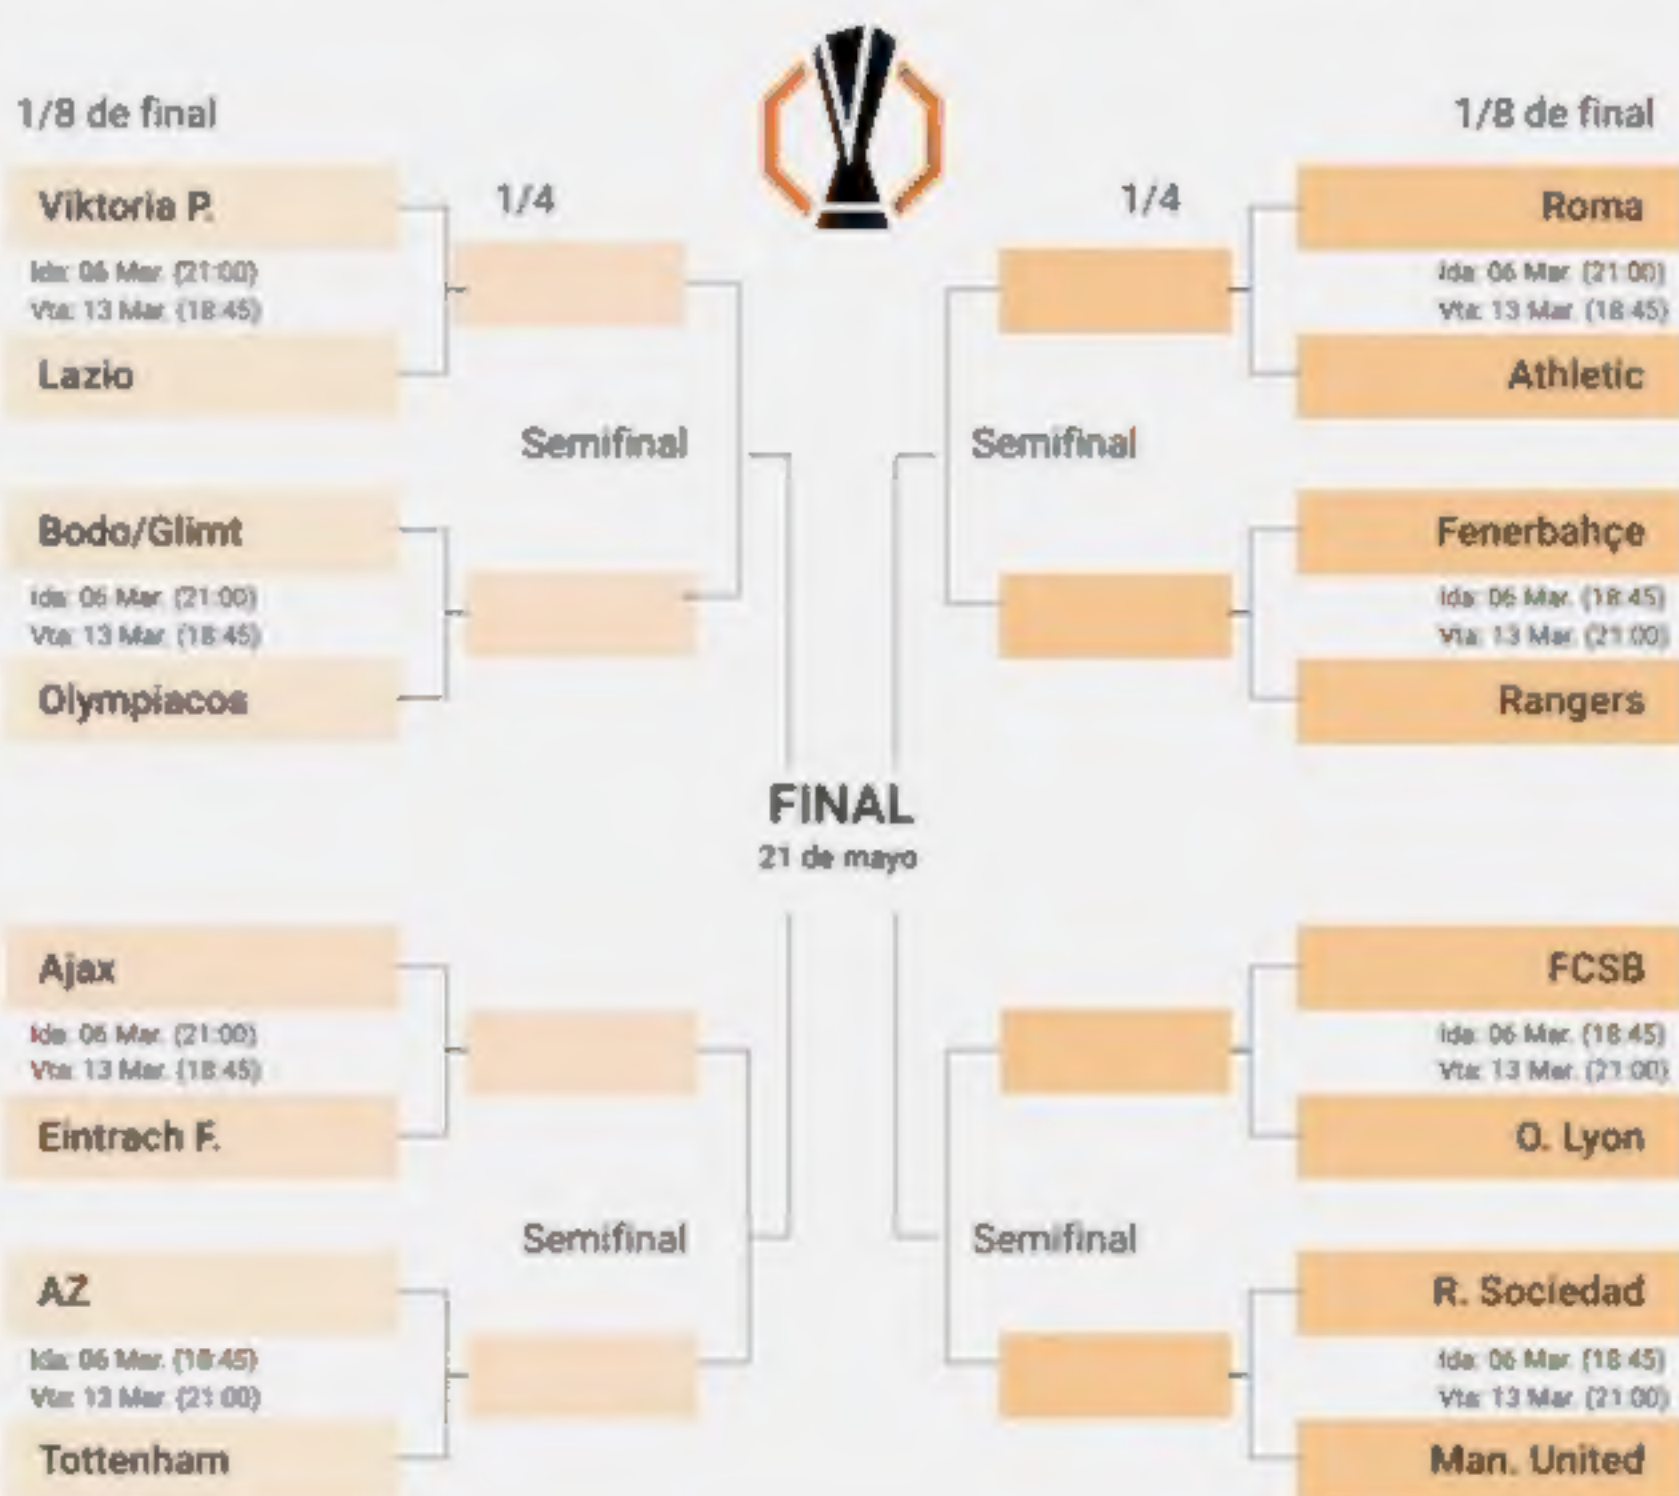 1/8 de final
Viktoria P.
Ida: 06 Mar. (21:00)
Vta: 13 Mar. (18:45)
Lazio
Bodo/Glimt
Ida: 06 Mar. (21:00)
Vta: 13 Mar. (18:45)
Olympiacos
Ajax
Ida: 06 Mar. (21:00)
Vta: 13 Mar. (18:45)
Eintrach F.
AZ
Ida: 06 Mar. (18:45)
Vta: 13 Mar. (21:00)
Tottenham
1/4
Semifinal
Semifinal
FINAL
21 de mayo
1/4
Semifinal
Semifinal
1/8 de final
Roma
Ida: 06 Mar. (21:00)
Vta: 13 Mar. (18:45)
Athletic
Fenerbahçe
Ida: 06 Mar. (18:45)
Vta: 13 Mar. (21:00)
Rangers
FCSB
Ida: 06 Mar. (18:45)
Vta: 13 Mar. (21:00)
O. Lyon
R. Sociedad
Ida: 06 Mar. (18:45)
Vta: 13 Mar. (21:00)
Man. United